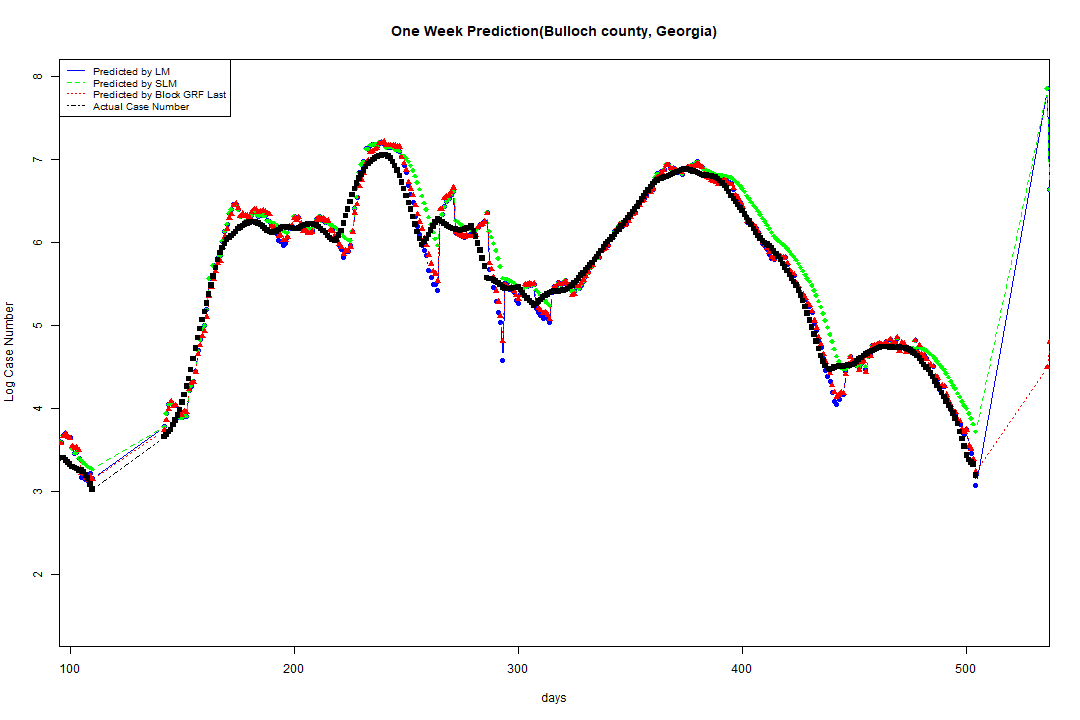 One Week Prediction(Bulloch county, Georgia)
Predicted by LM
Predicted by SLM
Predicted by Block GRF Last
Actual Case Number
Log Case Number
8
7
6
5
4
3
2
100 200 300 400 500
days